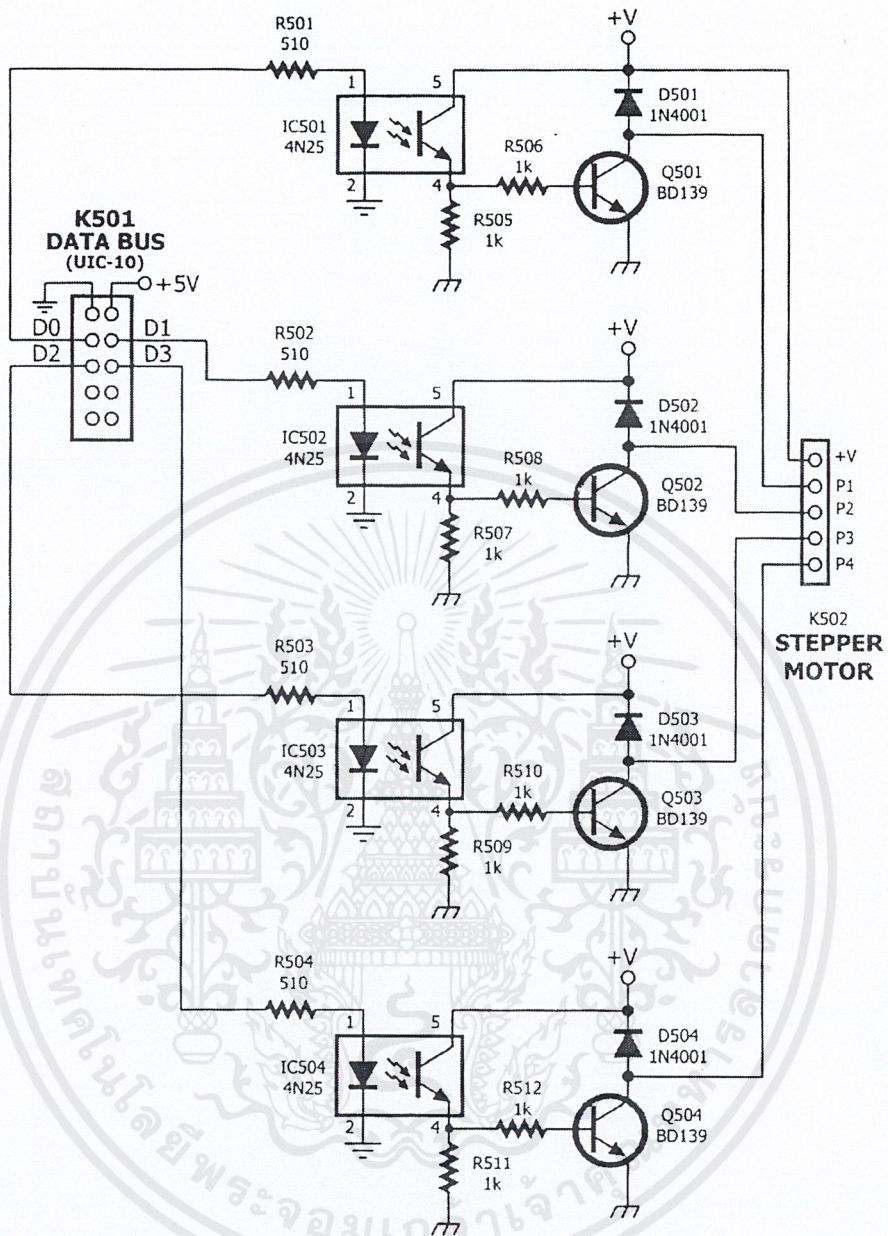 R501
510
+V
1
5
D501
1N4001
IC501
4N25
R506
1k
Q501
BD139
2
4
R505
1k
K501
DATA BUS
(UIC-10)
+5V
D0
D1
D2
D3
R502
510
+V
1
5
D502
1N4001
IC502
4N25
R508
1k
Q502
BD139
2
4
R507
1k
+V
P1
P2
P3
P4
K502
STEPPER
MOTOR
R503
510
+V
1
5
D503
1N4001
IC503
4N25
R510
1k
Q503
BD139
2
4
R509
1k
R504
510
+V
1
5
D504
1N4001
IC504
4N25
R512
1k
Q504
BD139
2
4
R511
1k